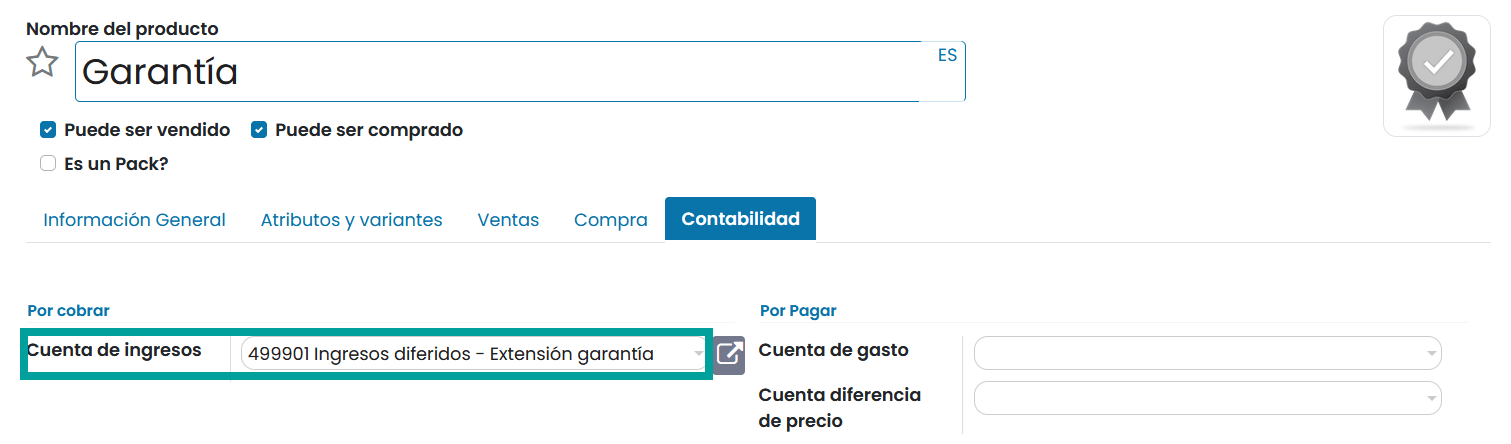 Nombre del producto
Garantía ES
Puede ser vendido Puede ser comprado
Es un Pack?
Información General Atributos y variantes Ventas Compra Contabilidad
Por cobrar Por Pagar
Cuenta de ingresos 499901 Ingresos diferidos - Extensión garantía Cuenta de gasto
Cuenta diferencia
de precio